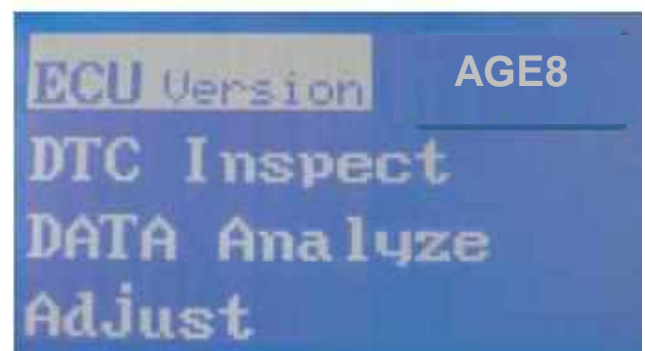 ECU Version AGE8
DTC Inspect
DATA Analyze
Adjust